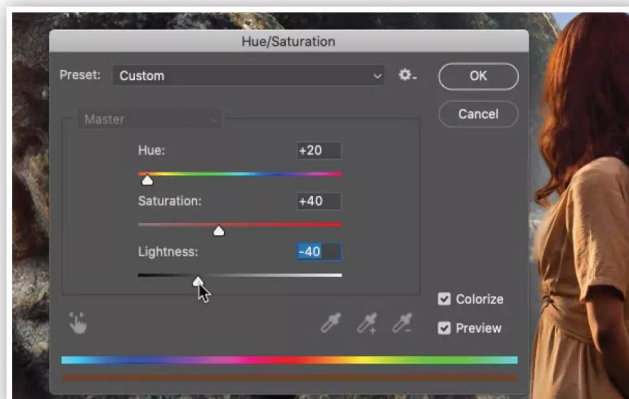 Hue/Saturation
Preset: Custom
OK
Cancel
Master
Hue: +20
Saturation: +40
Lightness: -40
Colorize
Preview